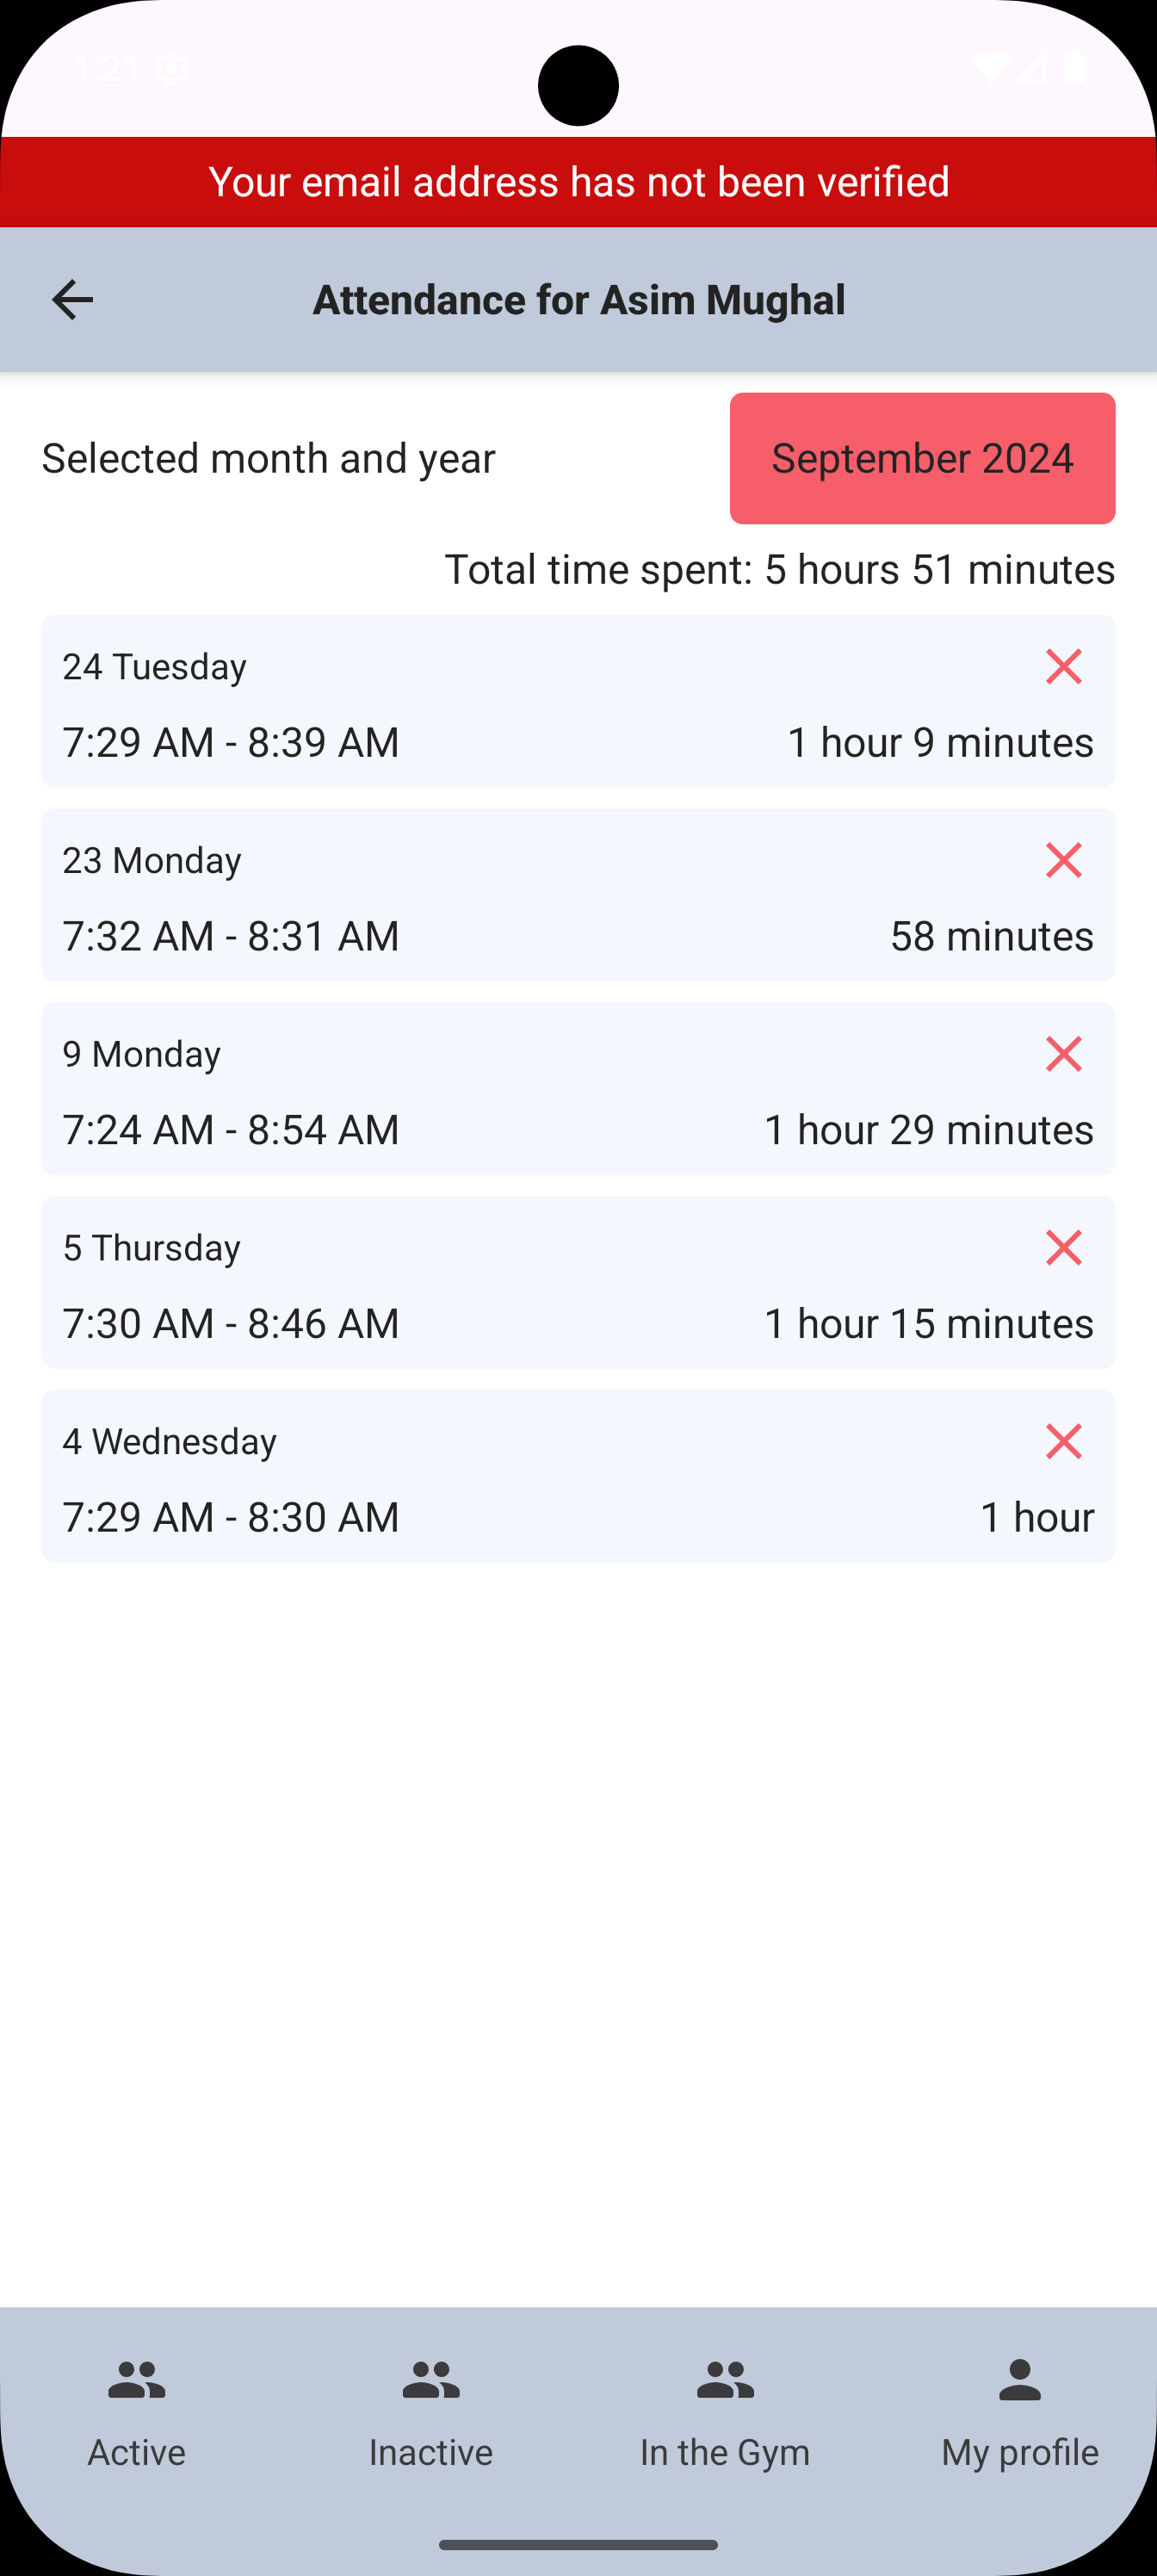 1:21
Your email address has not been verified
Attendance for Asim Mughal
Selected month and year
September 2024
Total time spent: 5 hours 51 minutes
24 Tuesday
7:29 AM - 8:39 AM
1 hour 9 minutes
23 Monday
7:32 AM - 8:31 AM
58 minutes
9 Monday
7:24 AM - 8:54 AM
1 hour 29 minutes
5 Thursday
7:30 AM - 8:46 AM
1 hour 15 minutes
4 Wednesday
7:29 AM - 8:30 AM
1 hour
Active
Inactive
In the Gym
My profile